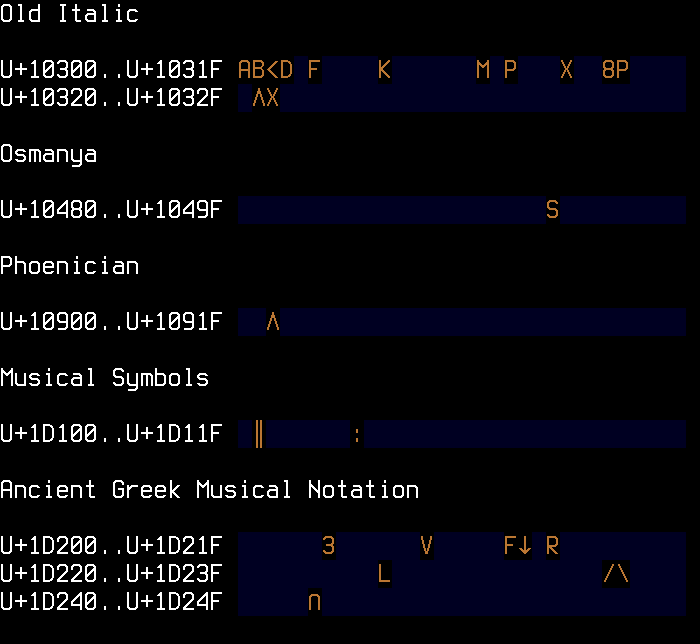 Old Italic
U+10300..U+1031F AB<D F    K      M P   X  8P
U+10320..U+1032F  ΛX
Osmanya
U+10480..U+1049F                       S
Phoenician
U+10900..U+1091F   Λ
Musical Symbols
U+1D100..U+1D11F  ‖      :
Ancient Greek Musical Notation
U+1D200..U+1D21F       3      V     F↓ R
U+1D220..U+1D23F           L               /\
U+1D240..U+1D24F      ∩